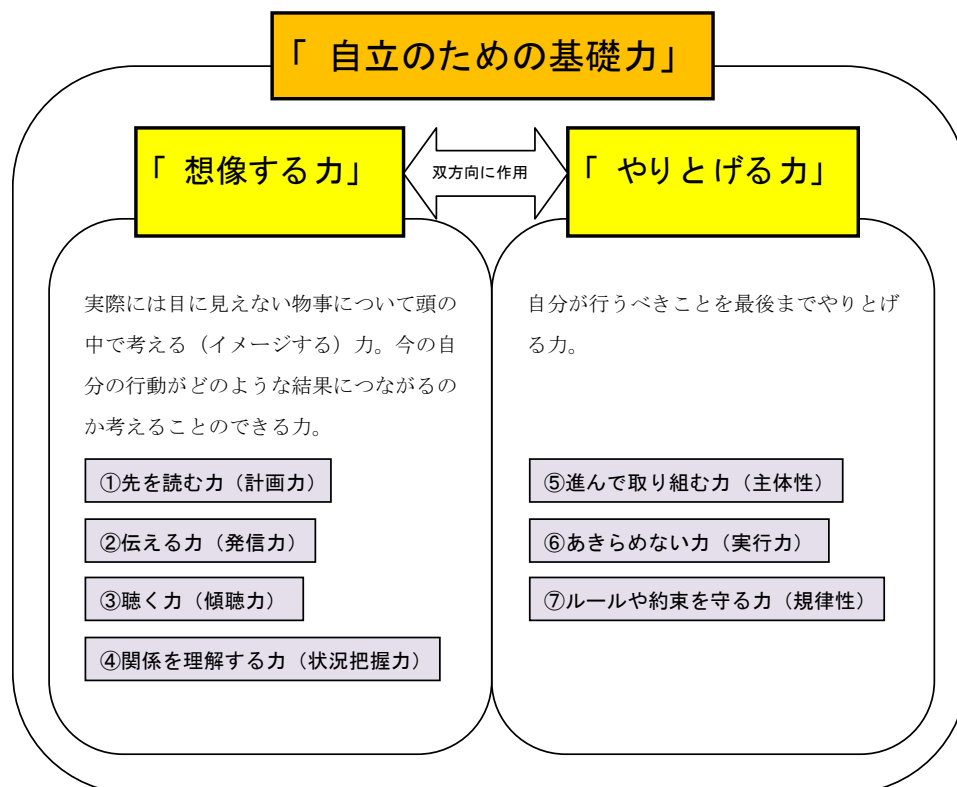 「 自立のための基礎力」
「 想像する力」
双方向に作用
「 やりとげる力」
実際には目に見えない物事について頭の
中で考える（イメージする）力。今の自
分の行動がどのような結果につながるの
か考えることのできる力。
①先を読む力（計画力）
②伝える力（発信力）
③聴く力（傾聴力）
④関係を理解する力（状況把握力）
自分が行うべきことを最後までやりとげ
る力。
⑤進んで取り組む力（主体性）
⑥あきらめない力（実行力）
⑦ルールや約束を守る力（規律性）